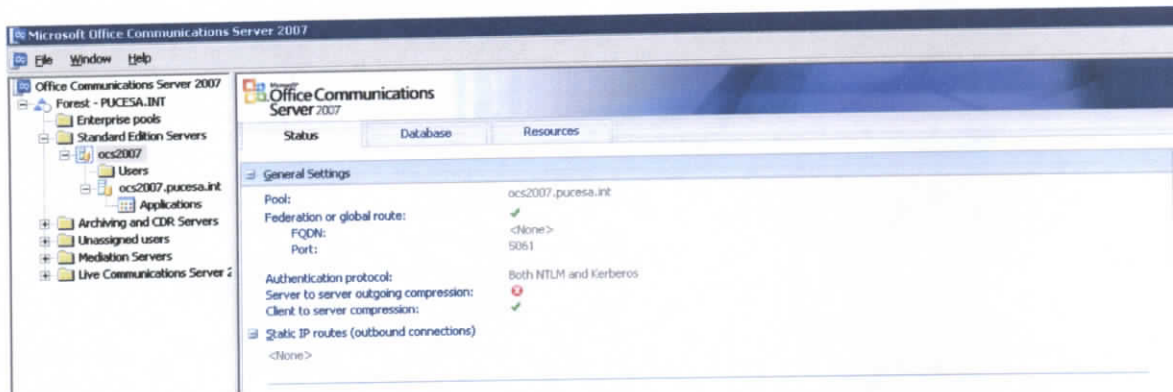 Microsoft Office Communications Server 2007
File Window Help
Office Communications Server 2007
Forest - PUCESA.INT
Enterprise pools
Standard Edition Servers
ocs2007
Users
ocs2007.pucesa.int
Applications
Archiving and CDR Servers
Unassigned users
Mediation Servers
Live Communications Server 2
Microsoft
Office Communications
Server 2007
Status Database Resources
General Settings
Pool: ocs2007.pucesa.int
Federation or global route:
FQDN: <None>
Port: 5061
Authentication protocol: Both NTLM and Kerberos
Server to server outgoing compression:
Client to server compression:
Static IP routes (outbound connections)
<None>